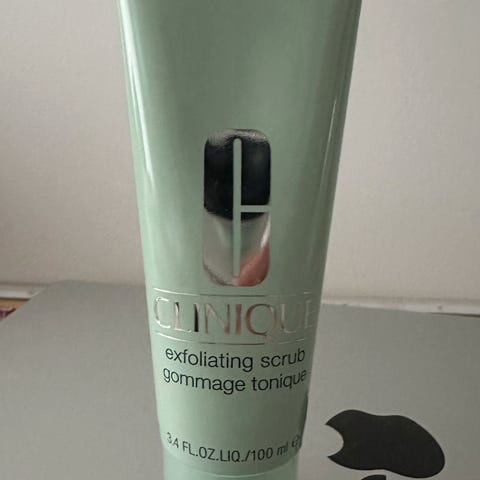 CLINIQUE
exfoliating scrub
gommage tonique
3.4 FL.OZ.LIQ./100 ml ℮